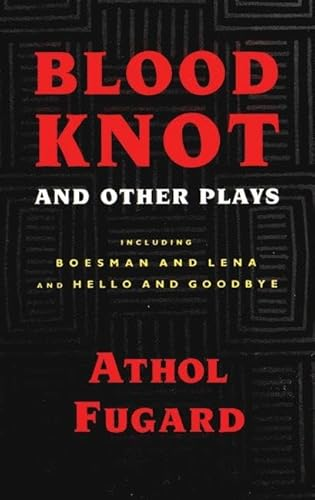 BLOOD
KNOT
AND OTHER PLAYS
INCLUDING
BOESMAN AND LENA
AND HELLO AND GOODBYE
ATHOL
FUGARD